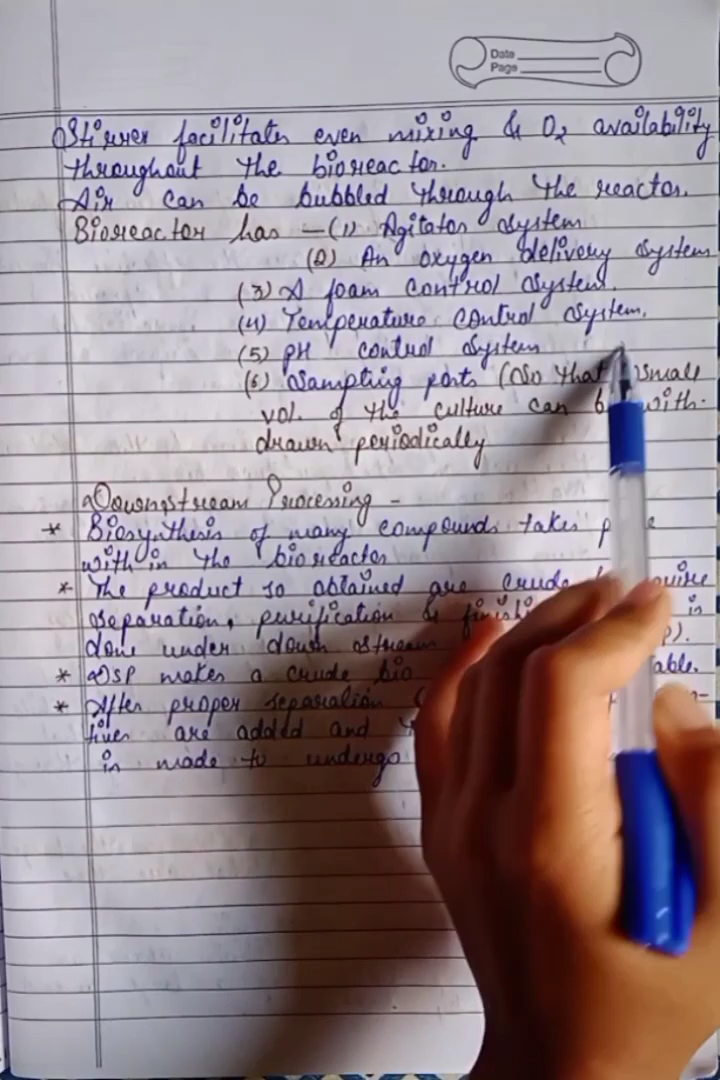 Date
Page
Stirrer facilitates even mixing & O2 availability
throughout the bioreactor.
Air can be bubbled through the reactor.
Bioreactor has — (1) Agitator system
(2) An oxygen delivery system
(3) A foam control system.
(4) Temperature control system.
(5) PH control system
(6) Sampling ports (So that small
vol. of the culture can with-
drawn periodically
Downstream Processing -
* Biosynthesis of many compounds takes
with in the bioreactor
* The product so obtained are crude
separation, purification & in
done under down stream
* DSP makes a crude bio
* After proper separation
are added and
is made to undergo